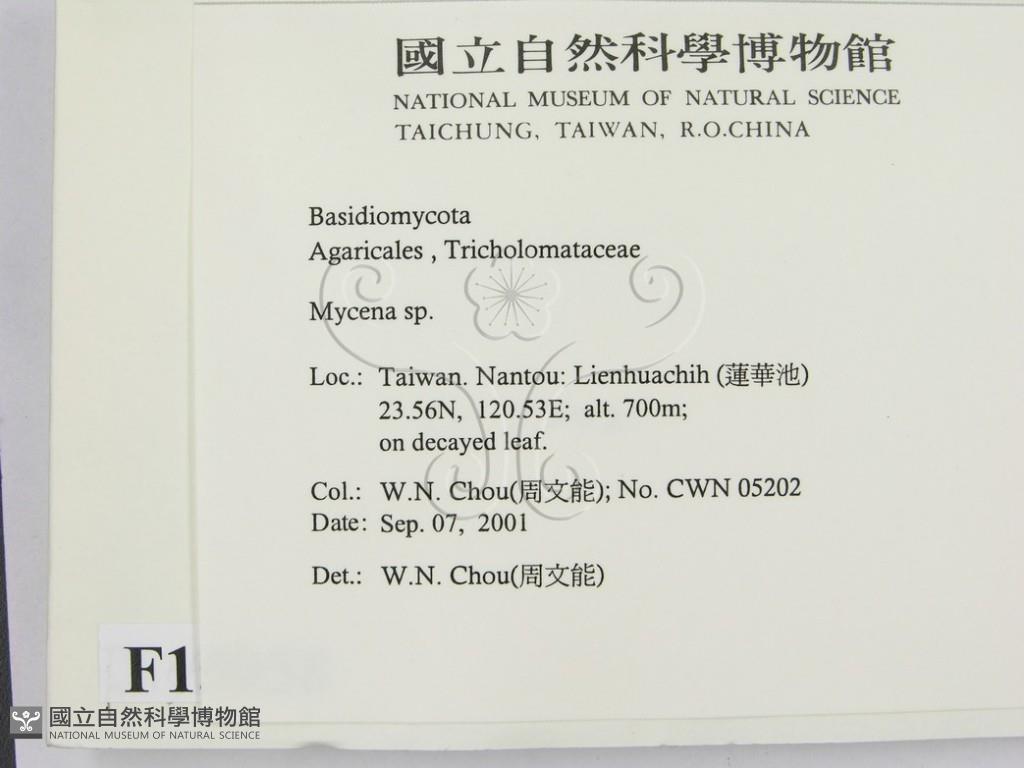 國立自然科學博物館
NATIONAL MUSEUM OF NATURAL SCIENCE
TAICHUNG, TAIWAN, R.O.CHINA
Basidiomycota
Agaricales , Tricholomataceae
Mycena sp.
Loc.: Taiwan. Nantou: Lienhuachih (蓮華池)
23.56N, 120.53E; alt. 700m;
on decayed leaf.
Col.: W.N. Chou(周文能); No. CWN 05202
Date: Sep. 07, 2001
Det.: W.N. Chou(周文能)
F1
國立自然科學博物館
NATIONAL MUSEUM OF NATURAL SCIENCE